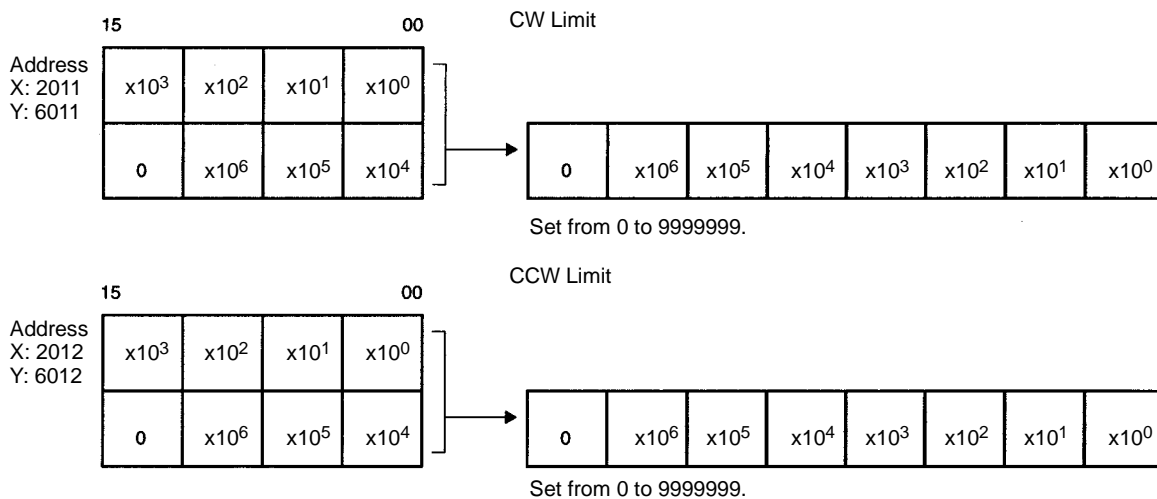 CW Limit
15 00
Address
X: 2011
Y: 6011
x10³ x10² x10¹ x10⁰
0 x10⁶ x10⁵ x10⁴
0 x10⁶ x10⁵ x10⁴ x10³ x10² x10¹ x10⁰
Set from 0 to 9999999.
CCW Limit
15 00
Address
X: 2012
Y: 6012
x10³ x10² x10¹ x10⁰
0 x10⁶ x10⁵ x10⁴
0 x10⁶ x10⁵ x10⁴ x10³ x10² x10¹ x10⁰
Set from 0 to 9999999.